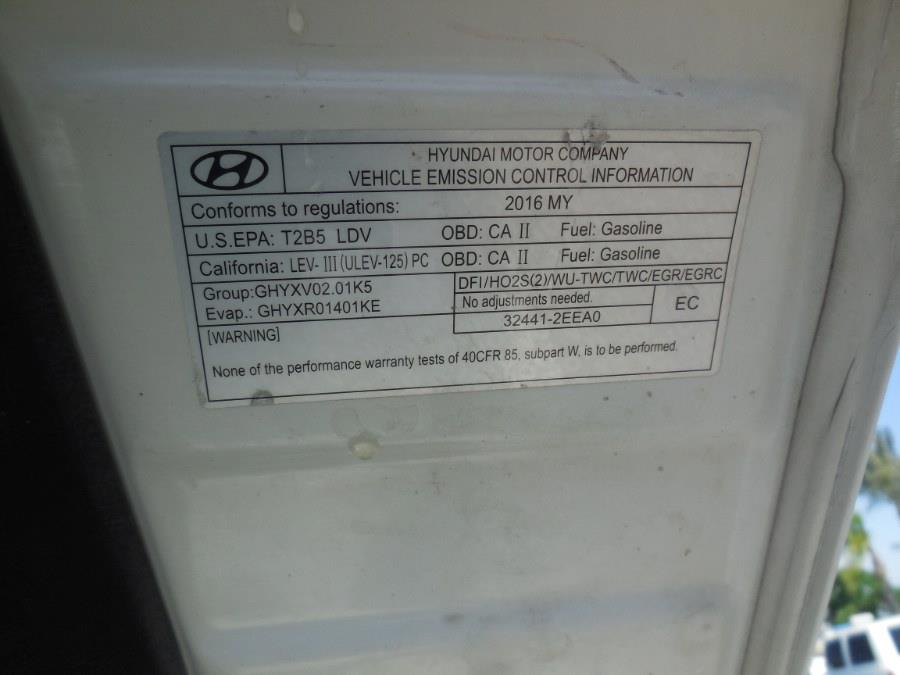 HYUNDAI MOTOR COMPANY
VEHICLE EMISSION CONTROL INFORMATION
Conforms to regulations: 2016 MY
U.S.EPA: T2B5 LDV OBD: CA II Fuel: Gasoline
California: LEV- III (ULEV-125) PC OBD: CA II Fuel: Gasoline
Group:GHYXV02.01K5
Evap.: GHYXR01401KE
DFI/HO2S(2)/WU-TWC/TWC/EGR/EGRC
No adjustments needed.
32441-2EEA0
EC
[WARNING]
None of the performance warranty tests of 40CFR 85, subpart W, is to be performed.